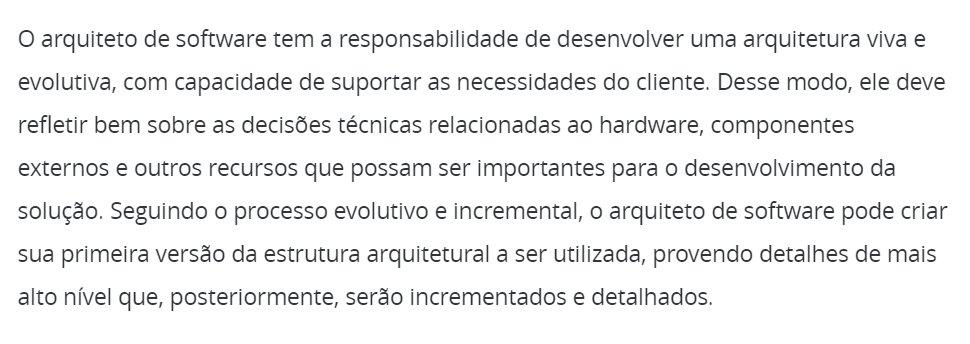 O arquiteto de software tem a responsabilidade de desenvolver uma arquitetura viva e
evolutiva, com capacidade de suportar as necessidades do cliente. Desse modo, ele deve
refletir bem sobre as decisões técnicas relacionadas ao hardware, componentes
externos e outros recursos que possam ser importantes para o desenvolvimento da
solução. Seguindo o processo evolutivo e incremental, o arquiteto de software pode criar
sua primeira versão da estrutura arquitetural a ser utilizada, provendo detalhes de mais
alto nível que, posteriormente, serão incrementados e detalhados.